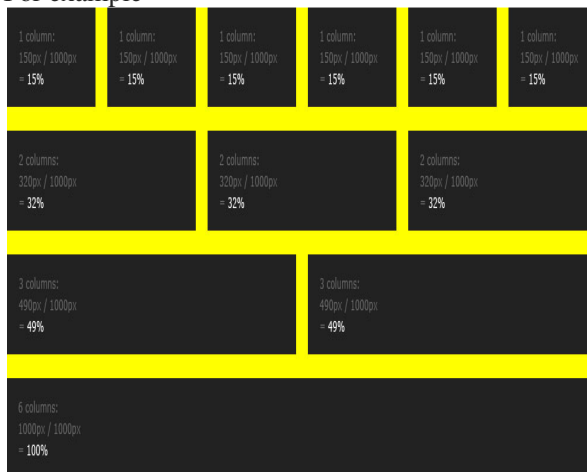 For example
1 column:
150px / 1000px
= 15%
1 column:
150px / 1000px
= 15%
1 column:
150px / 1000px
= 15%
1 column:
150px / 1000px
= 15%
1 column:
150px / 1000px
= 15%
1 column:
150px / 1000px
= 15%
2 columns:
320px / 1000px
= 32%
2 columns:
320px / 1000px
= 32%
2 columns:
320px / 1000px
= 32%
3 columns:
490px / 1000px
= 49%
3 columns:
490px / 1000px
= 49%
6 columns:
1000px / 1000px
= 100%